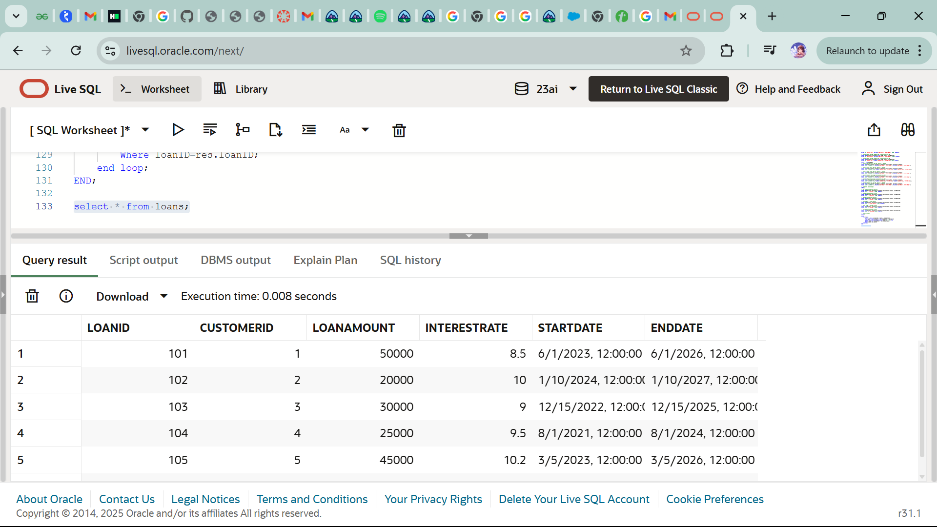 livesql.oracle.com/next/
Relaunch to update
Live SQL
Worksheet
Library
23ai
Return to Live SQL Classic
Help and Feedback
Sign Out
[ SQL Worksheet ]*
Aa
129 Where loanID=res.loanID;
130 end loop;
131 END;
132
133 select * from loans;
Query result Script output DBMS output Explain Plan SQL history
Download Execution time: 0.008 seconds
LOANID CUSTOMERID LOANAMOUNT INTERESTRATE STARTDATE ENDDATE
1 101 1 50000 8.5 6/1/2023, 12:00:00 6/1/2026, 12:00:00
2 102 2 20000 10 1/10/2024, 12:00:00 1/10/2027, 12:00:00
3 103 3 30000 9 12/15/2022, 12:00:0 12/15/2025, 12:00:0
4 104 4 25000 9.5 8/1/2021, 12:00:00 8/1/2024, 12:00:00
5 105 5 45000 10.2 3/5/2023, 12:00:00 3/5/2026, 12:00:00
About Oracle Contact Us Legal Notices Terms and Conditions Your Privacy Rights Delete Your Live SQL Account Cookie Preferences
Copyright © 2014, 2025 Oracle and/or its affiliates All rights reserved.
r31.1